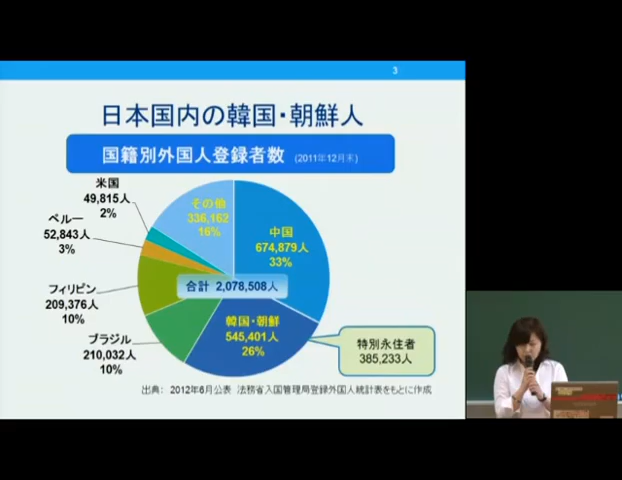 3
日本国内の韓国・朝鮮人
国籍別外国人登録者数 (2011年12月末)
米国
49,815人
2%
ペルー
52,843人
3%
フィリピン
209,376人
10%
ブラジル
210,032人
10%
その他
336,162
16%
中国
674,879人
33%
合計 2,078,508人
韓国・朝鮮
545,401人
26%
特別永住者
385,233人
出典: 2012年6月公表 法務省入国管理局登録外国人統計表をもとに作成